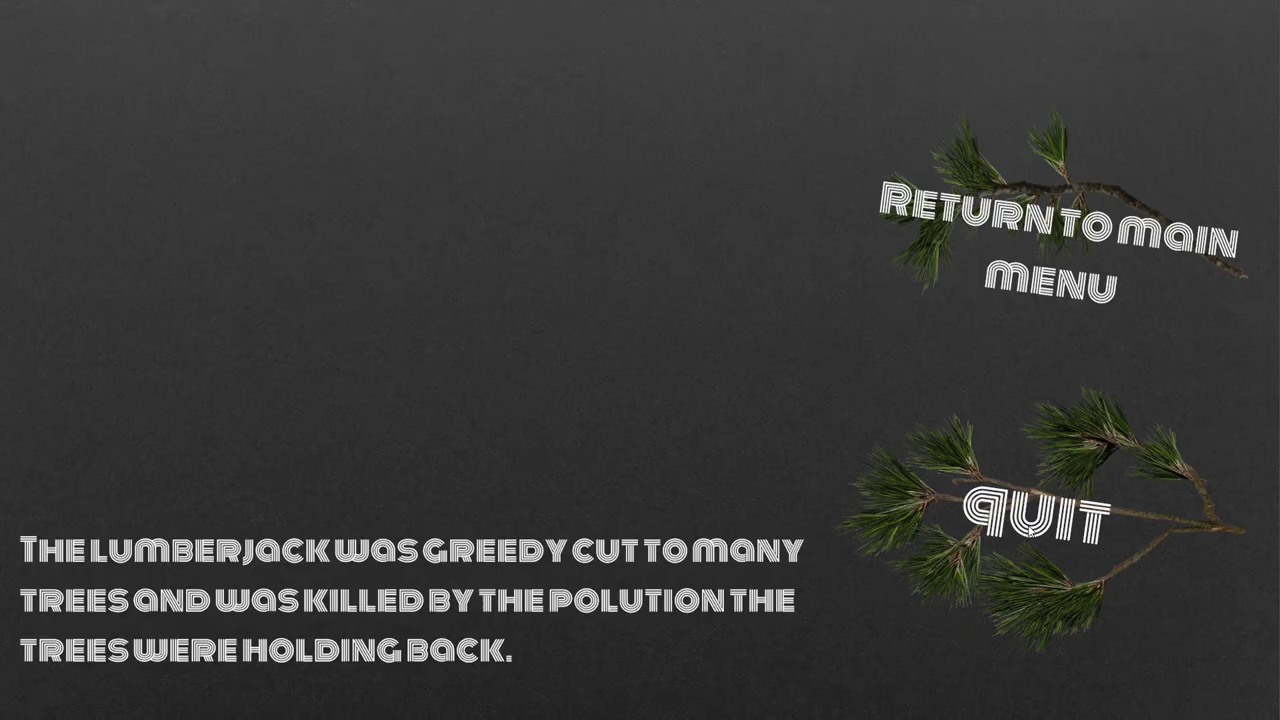 Return to main
menu
quit
The lumberjack was greedy cut to many
trees and was killed by the polution the
trees were holding back.